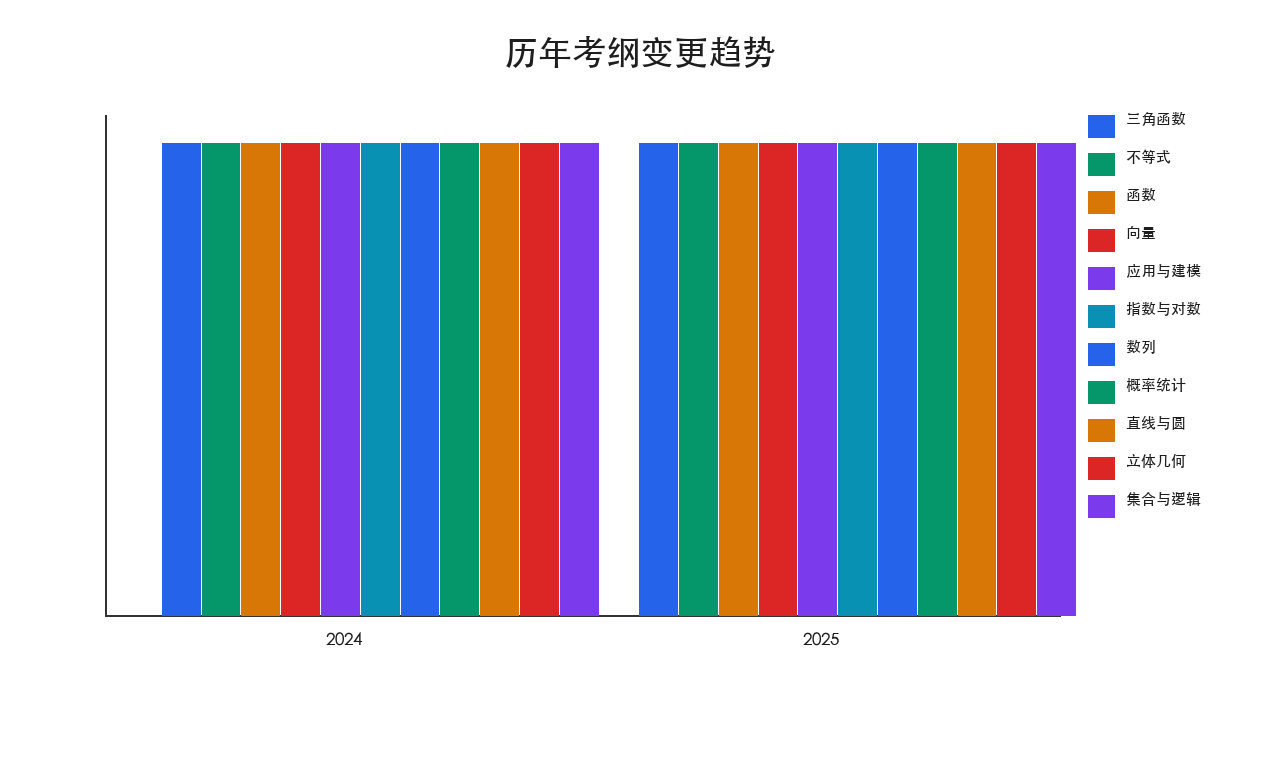 历年考纲变更趋势
三角函数
不等式
函数
向量
应用与建模
指数与对数
数列
概率统计
直线与圆
立体几何
集合与逻辑
2024
2025